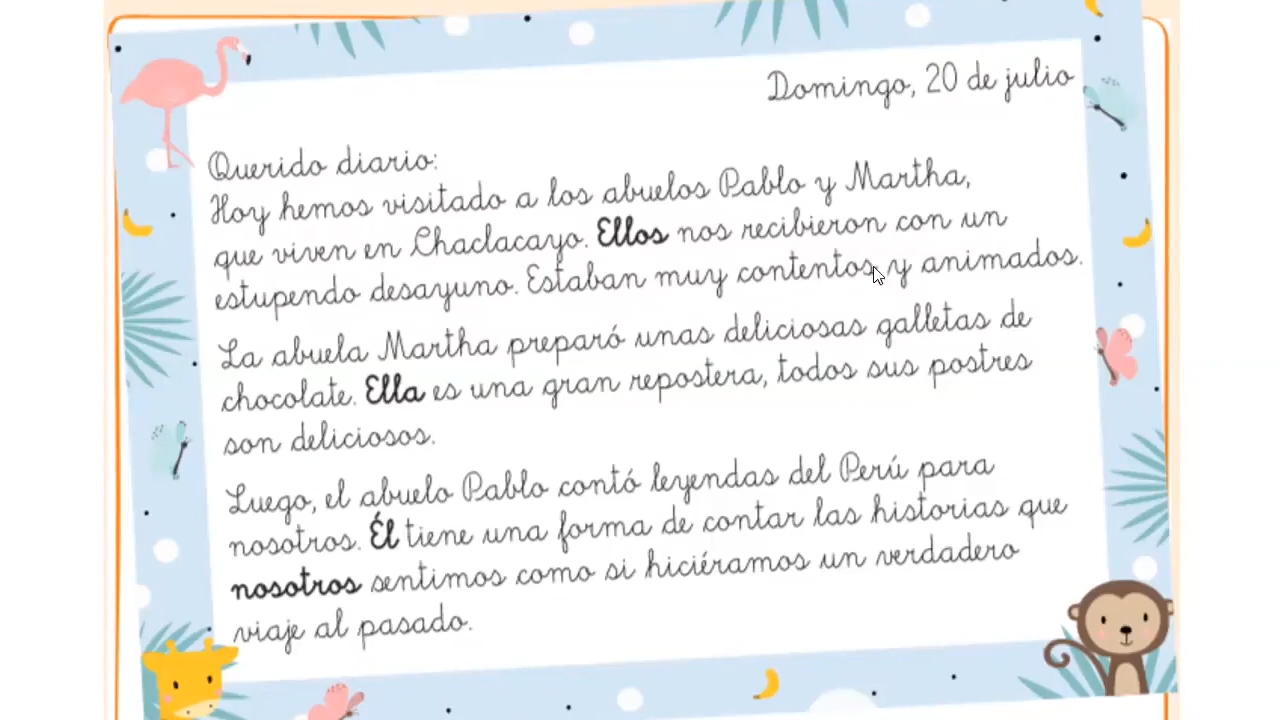 Domingo, 20 de julio
Querido diario:
Hoy hemos visitado a los abuelos Pablo y Martha,
que viven en Chaclacayo. Ellos nos recibieron con un
estupendo desayuno. Estaban muy contentos y animados.
La abuela Martha preparó unas deliciosas galletas de
chocolate. Ella es una gran repostera, todos sus postres
son deliciosos.
Luego, el abuelo Pablo contó leyendas del Perú para
nosotros. Él tiene una forma de contar las historias que
nosotros sentimos como si hiciéramos un verdadero
viaje al pasado.